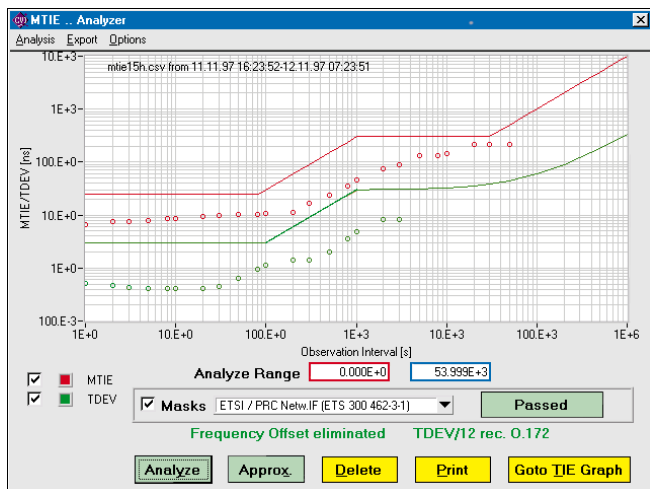 CVI MTIE .. Analyzer
Analysis Export Options
mtie15h.csv from 11.11.97 16:23:52-12.11.97 07:23:51
MTIE/TDEV [ns]
10.E+3
1E+3
100.E+0
10.E+0
1E+0
100.E-3
1E+0 10.E+0 100.E+0 1E+3 10.E+3 100.E+3 1E+6
Observation Interval [s]
Analyze Range 0.000E+0 53.999E+3
MTIE
TDEV
Masks ETSI / PRC Netw.IF (ETS 300 462-3-1) Passed
Frequency Offset eliminated TDEV/12 rec. O.172
Analyze Approx. Delete Print Goto TIE Graph